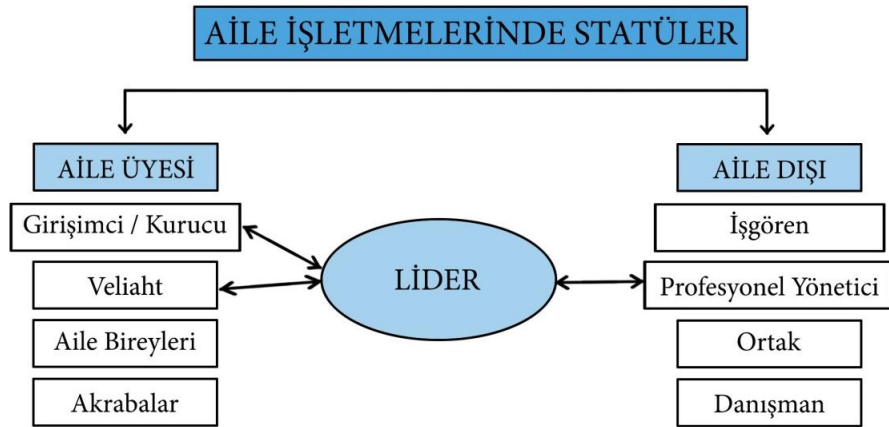 AİLE İŞLETMELERİNDE STATÜLER
AİLE ÜYESİ
Girişimci / Kurucu
Veliaht
Aile Bireyleri
Akrabalar
LİDER
AİLE DIŞI
İşgören
Profesyonel Yönetici
Ortak
Danışman